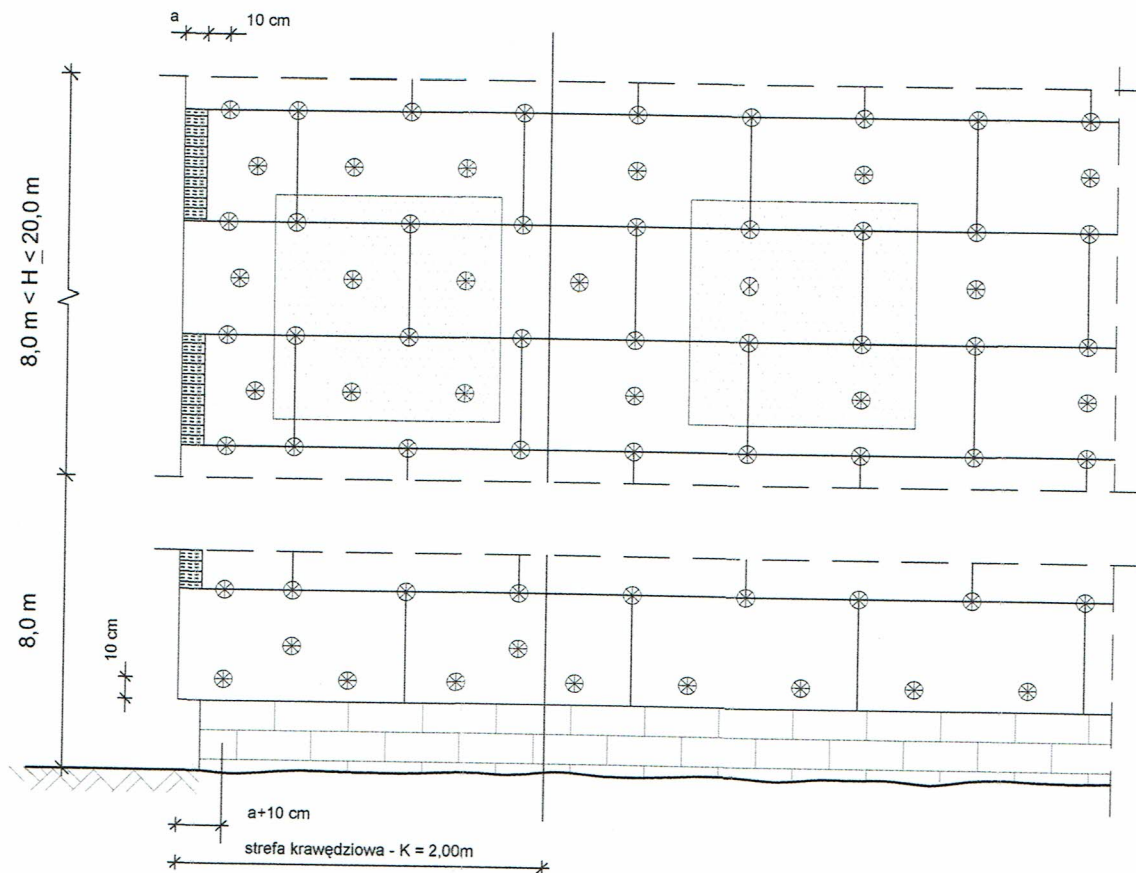 a
10 cm
8,0 m < H ≤ 20,0 m
8,0 m
10 cm
a+10 cm
strefa krawędziowa - K = 2,00m